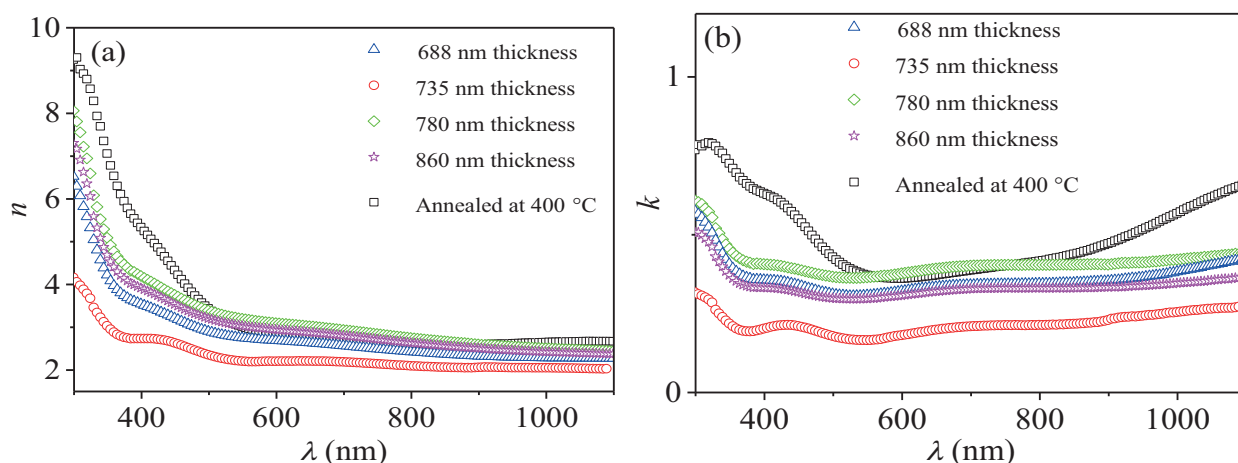 (a)
688 nm thickness
735 nm thickness
780 nm thickness
860 nm thickness
Annealed at 400 °C
10
8
6
4
2
n
400
600
800
1000
λ (nm)
(b)
688 nm thickness
735 nm thickness
780 nm thickness
860 nm thickness
Annealed at 400 °C
1
0
k
400
600
800
1000
λ (nm)